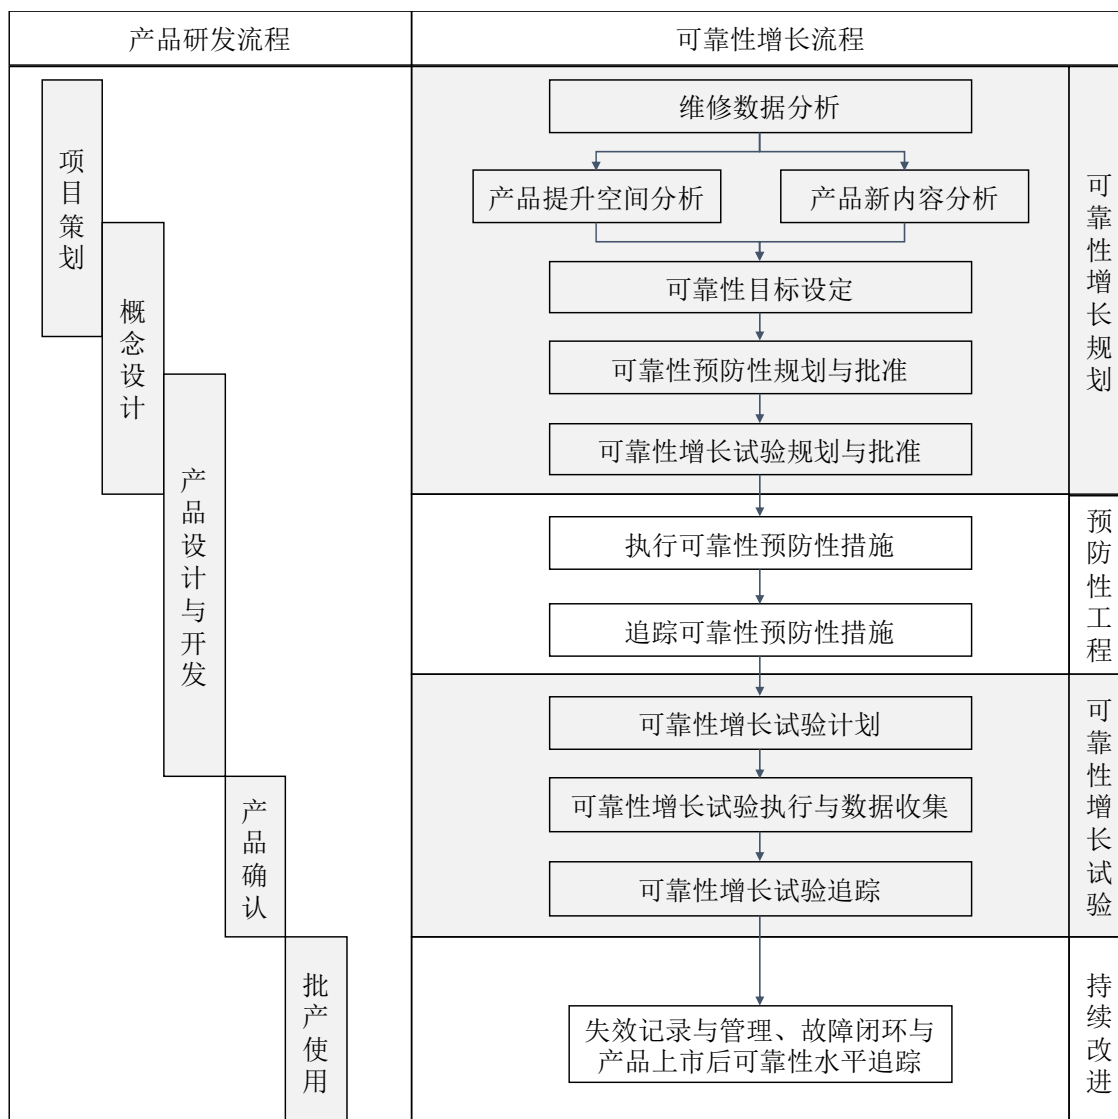 产品研发流程
可靠性增长流程
项目策划
概念设计
产品设计与开发
产品确认
批产使用
维修数据分析
产品提升空间分析
产品新内容分析
可靠性目标设定
可靠性预防性规划与批准
可靠性增长试验规划与批准
可靠性增长规划
执行可靠性预防性措施
追踪可靠性预防性措施
预防性工程
可靠性增长试验计划
可靠性增长试验执行与数据收集
可靠性增长试验追踪
可靠性增长试验
失效记录与管理、故障闭环与
产品上市后可靠性水平追踪
持续改进